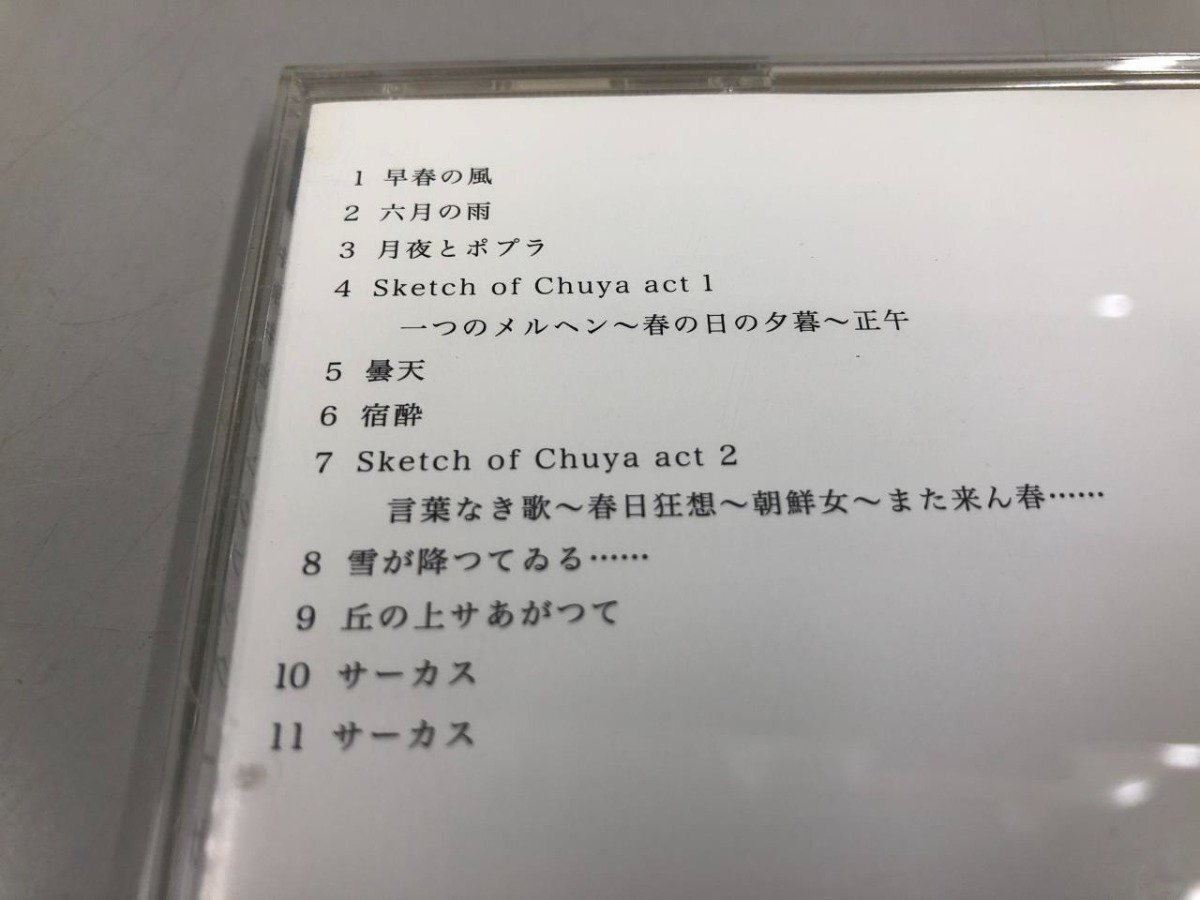 1 早春の風
2 六月の雨
3 月夜とポプラ
4 Sketch of Chuya act 1
一つのメルヘン～春の日の夕暮～正午
5 曇天
6 宿酔
7 Sketch of Chuya act 2
言葉なき歌～春日狂想～朝鮮女～また来ん春……
8 雪が降つてゐる……
9 丘の上サあがつて
10 サーカス
11 サーカス